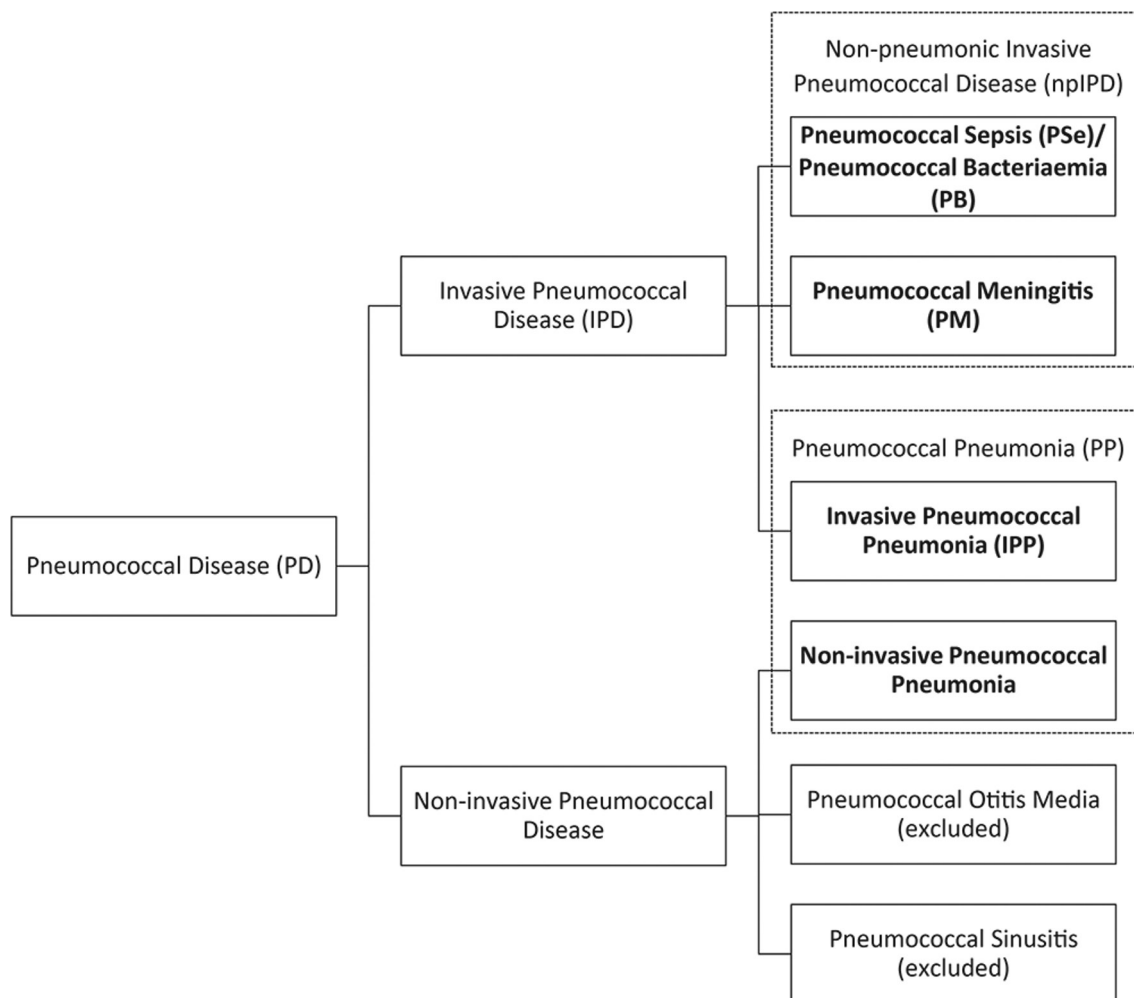 Non-pneumonic Invasive
Pneumococcal Disease (npIPD)
Pneumococcal Sepsis (PSe)/
Pneumococcal Bacteriaemia
(PB)
Invasive Pneumococcal
Disease (IPD)
Pneumococcal Meningitis
(PM)
Pneumococcal Pneumonia (PP)
Invasive Pneumococcal
Pneumonia (IPP)
Pneumococcal Disease (PD)
Non-invasive Pneumococcal
Pneumonia
Non-invasive Pneumococcal
Disease
Pneumococcal Otitis Media
(excluded)
Pneumococcal Sinusitis
(excluded)